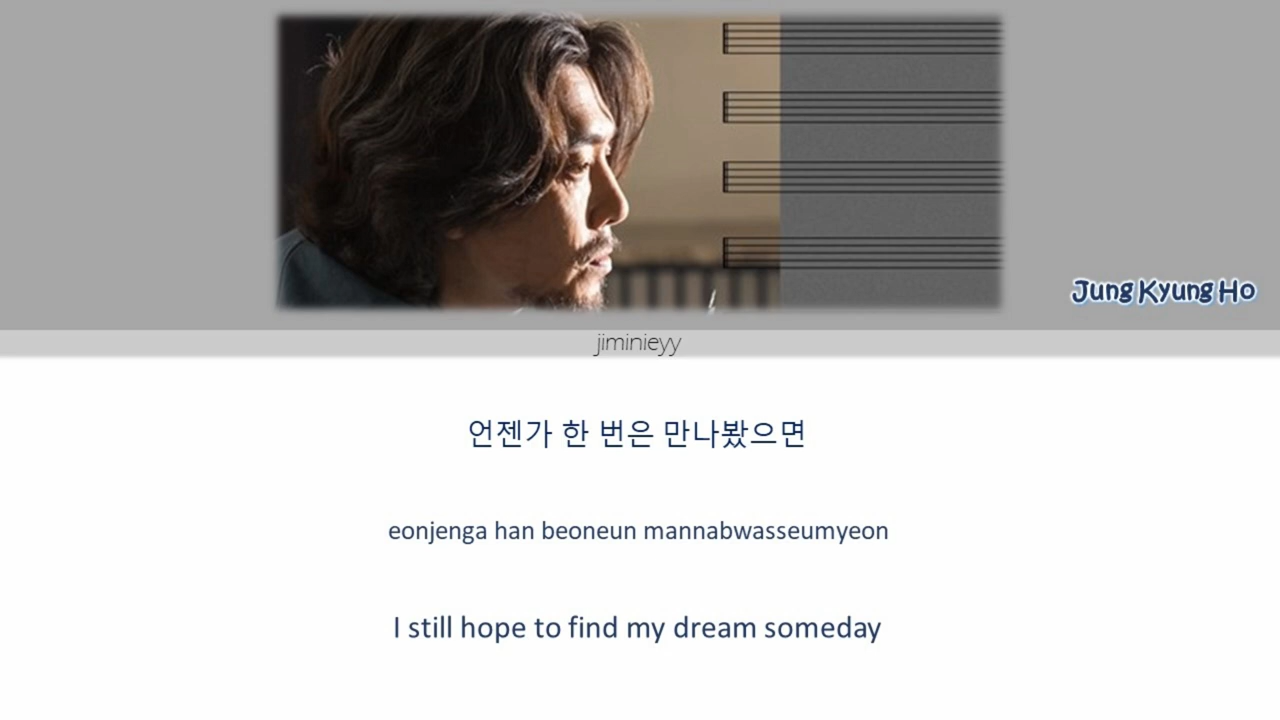 Jung Kyung Ho
jiminieyy
언젠가 한 번은 만나봤으면
eonjenga han beoneun mannabwasseumyeon
I still hope to find my dream someday